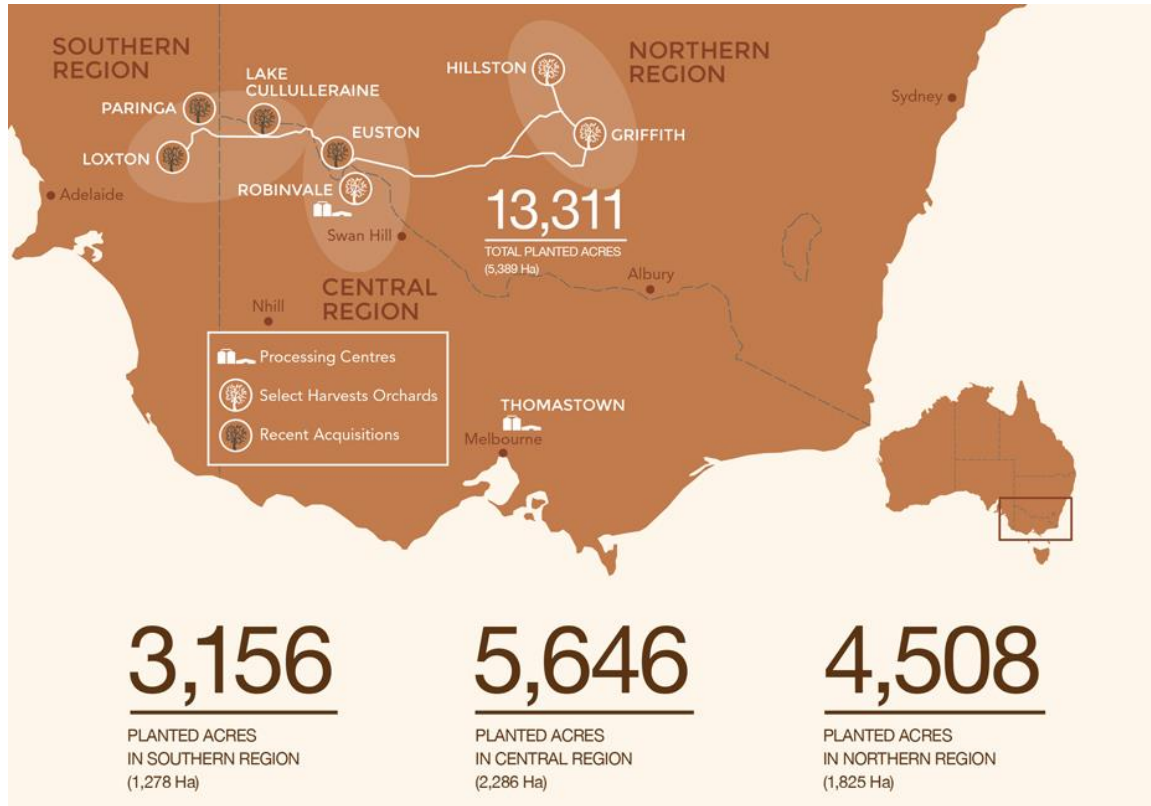 SOUTHERN
REGION
LAKE
CULLULLERAINE
PARINGA
LOXTON
EUSTON
ROBINVALE
HILLSTON
NORTHERN
REGION
GRIFFITH
Sydney
Adelaide
13,311
TOTAL PLANTED ACRES
(5,389 Ha)
Swan Hill
Albury
CENTRAL
REGION
Nhill
Processing Centres
Select Harvests Orchards
Recent Acquisitions
THOMASTOWN
Melbourne
3,156
PLANTED ACRES
IN SOUTHERN REGION
(1,278 Ha)
5,646
PLANTED ACRES
IN CENTRAL REGION
(2,286 Ha)
4,508
PLANTED ACRES
IN NORTHERN REGION
(1,825 Ha)